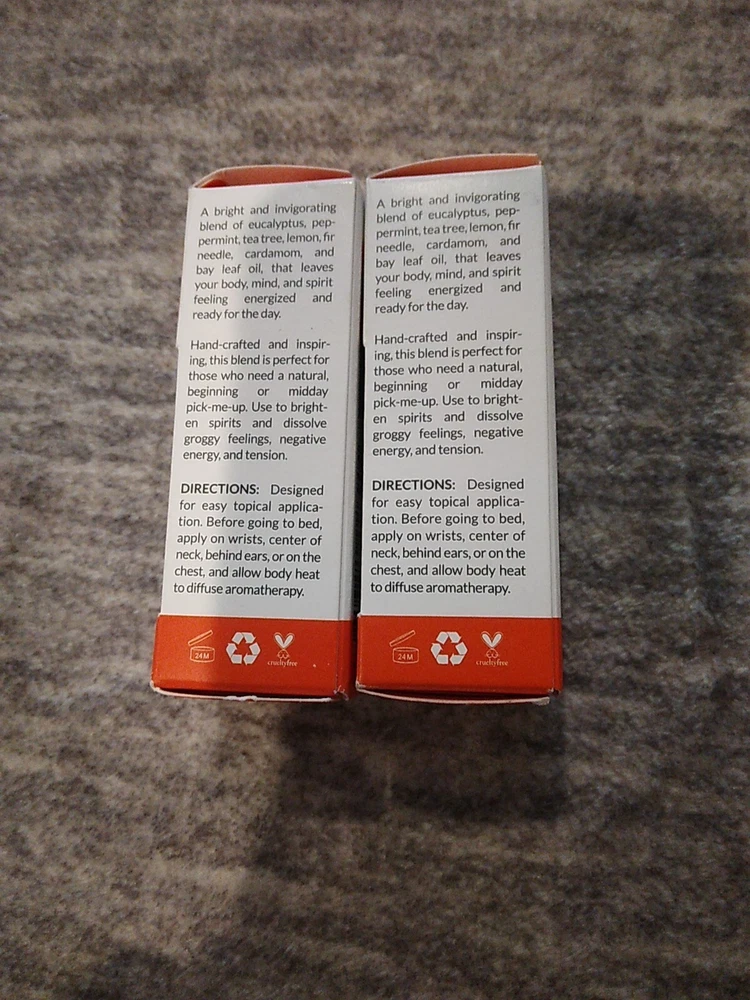 A bright and invigorating
blend of eucalyptus, pep-
permint, tea tree, lemon, fir
needle, cardamom, and
bay leaf oil, that leaves
your body, mind, and spirit
feeling energized and
ready for the day.
Hand-crafted and inspir-
ing, this blend is perfect for
those who need a natural,
beginning or midday
pick-me-up. Use to bright-
en spirits and dissolve
groggy feelings, negative
energy, and tension.
DIRECTIONS: Designed
for easy topical applica-
tion. Before going to bed,
apply on wrists, center of
neck, behind ears, or on the
chest, and allow body heat
to diffuse aromatherapy.
24M
crueltyfree
A bright and invigorating
blend of eucalyptus, pep-
permint, tea tree, lemon, fir
needle, cardamom, and
bay leaf oil, that leaves
your body, mind, and spirit
feeling energized and
ready for the day.
Hand-crafted and inspir-
ing, this blend is perfect for
those who need a natural,
beginning or midday
pick-me-up. Use to bright-
en spirits and dissolve
groggy feelings, negative
energy, and tension.
DIRECTIONS: Designed
for easy topical applica-
tion. Before going to bed,
apply on wrists, center of
neck, behind ears, or on the
chest, and allow body heat
to diffuse aromatherapy.
24M
crueltyfree